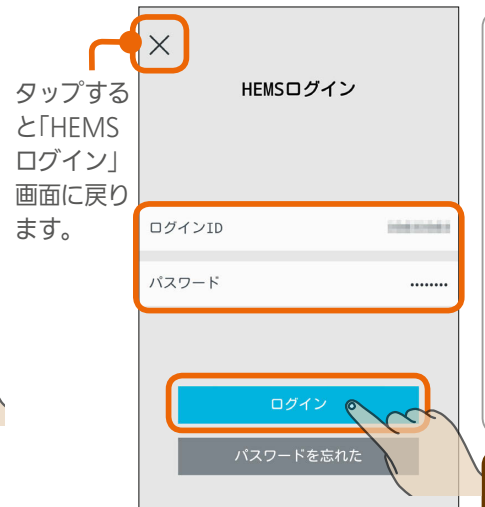 タップする
と「HEMS
ログイン」
画面に戻り
ます。
HEMSログイン
ログインID
パスワード ••••••••
ログイン
パスワードを忘れた